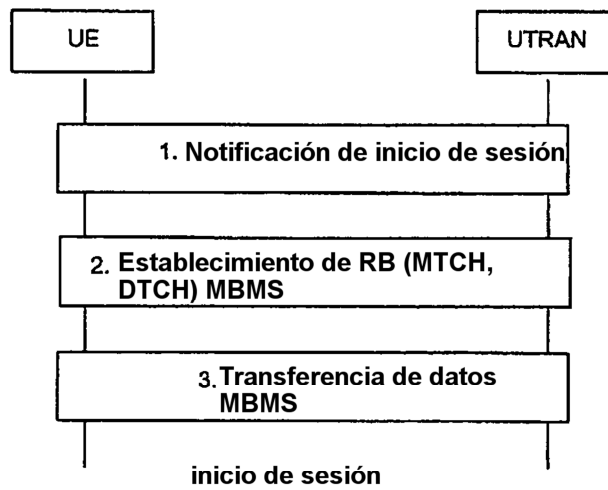 UE
UTRAN
1. Notificación de inicio de sesión
2. Establecimiento de RB (MTCH,
DTCH) MBMS
3. Transferencia de datos
MBMS
inicio de sesión